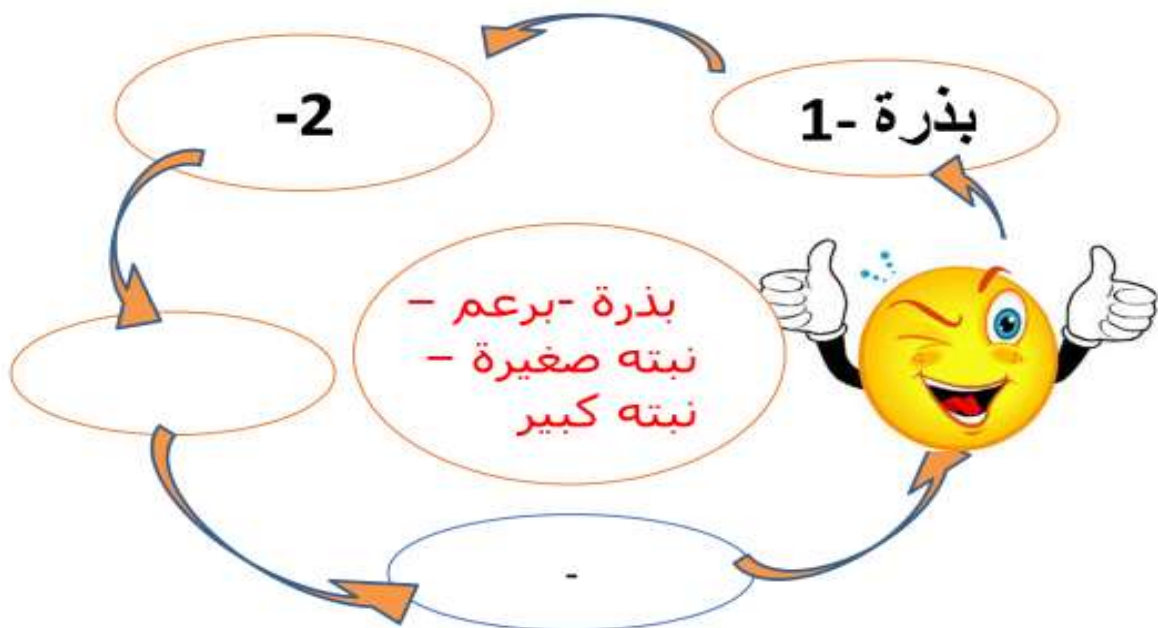 1- بذرة
2-
بذرة -برعم –
نبته صغيرة –
نبته كبير
-